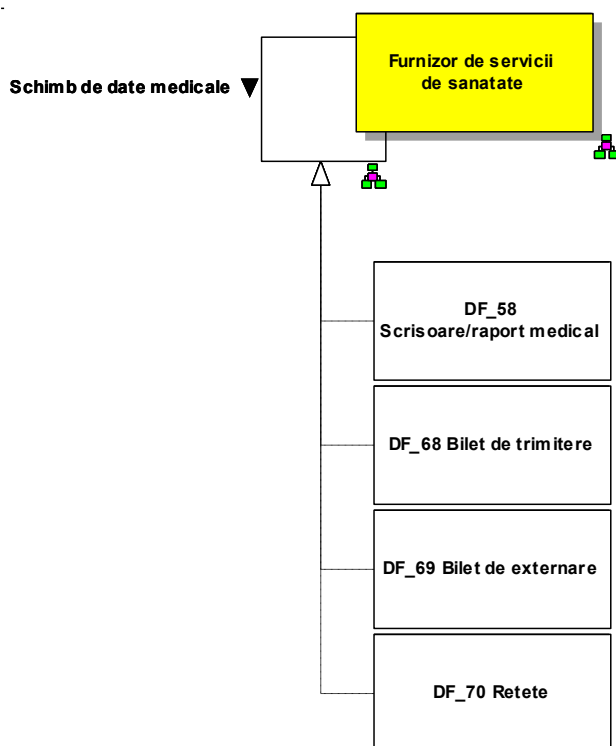 Furnizor de servicii
de sanatate
Schimb de date medicale
DF_58
Scrisoare/raport medical
DF_68 Bilet de trimitere
DF_69 Bilet de externare
DF_70 Retete